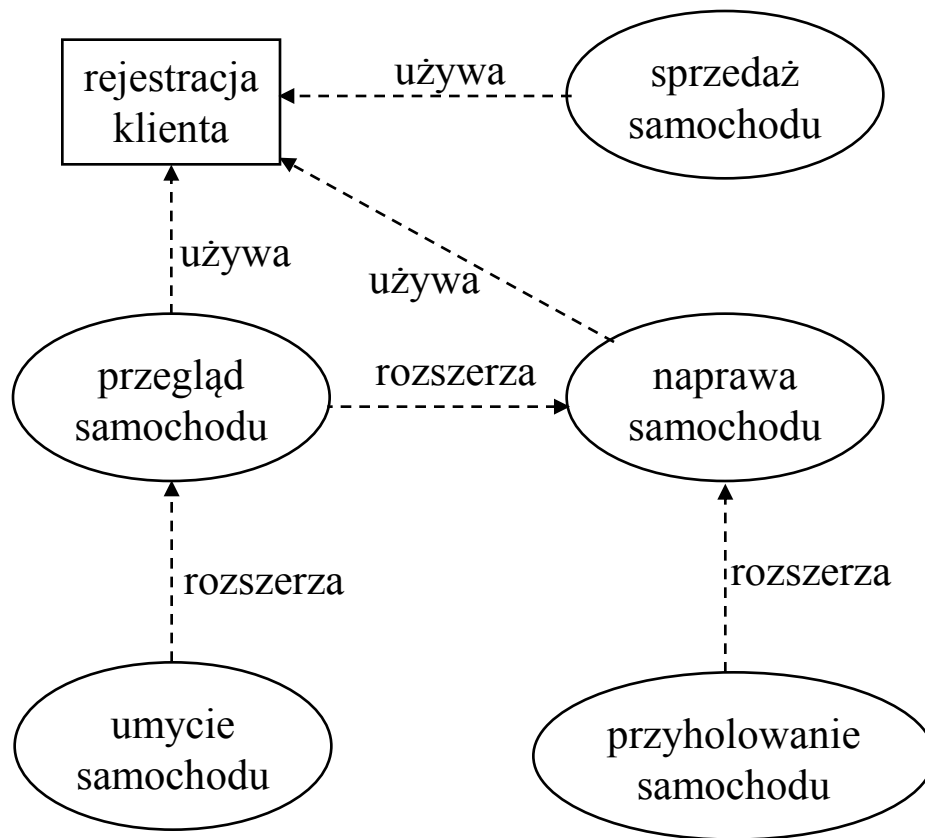 rejestracja
klienta
używa
sprzedaż
samochodu
używa
używa
przegląd
samochodu
rozszerza
naprawa
samochodu
rozszerza
rozszerza
umycie
samochodu
przyholowanie
samochodu